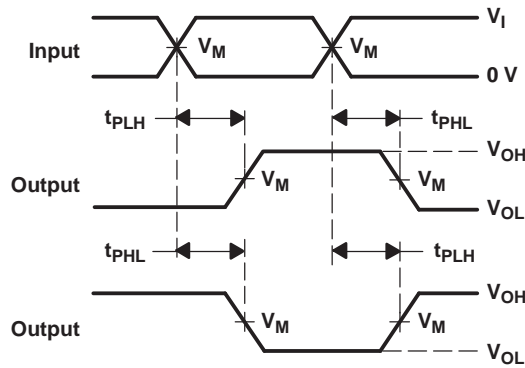 V_I
Input V_M V_M
0 V
t_PLH t_PHL
V_OH
Output V_M V_M
V_OL
t_PHL t_PLH
V_OH
Output V_M V_M
V_OL